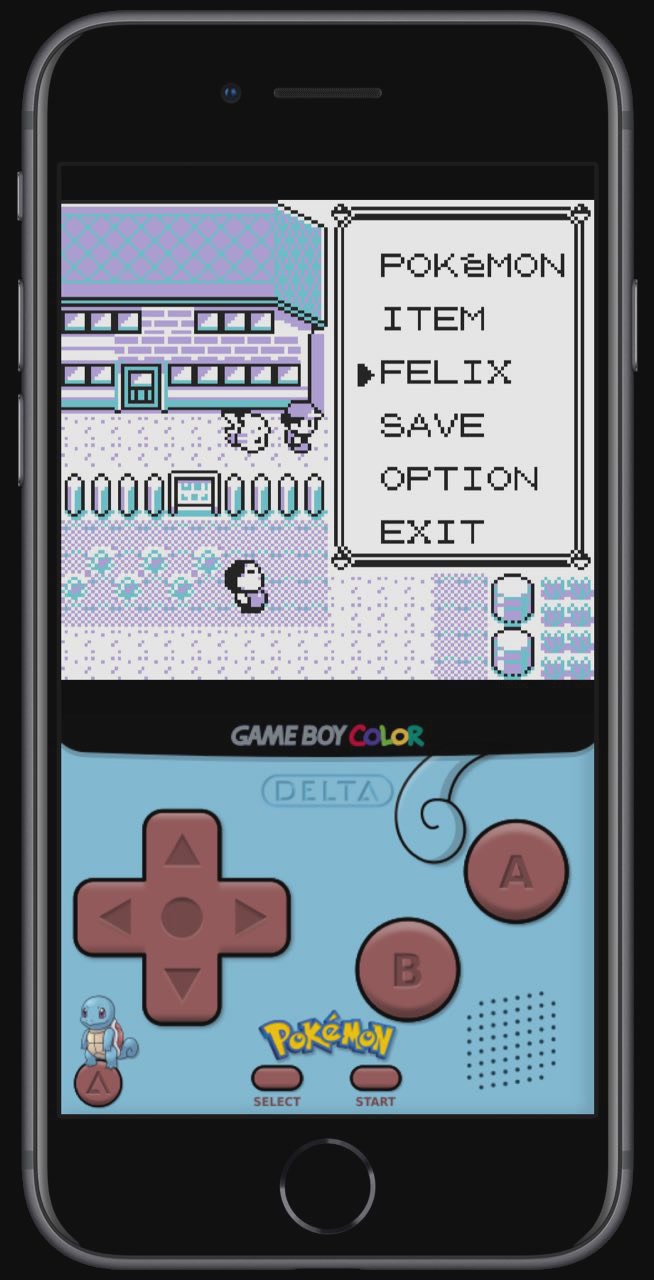 POKéMON
ITEM
FELIX
SAVE
OPTION
EXIT
GAME BOY COLOR
DELTA
A
B
POKéMON
SELECT
START